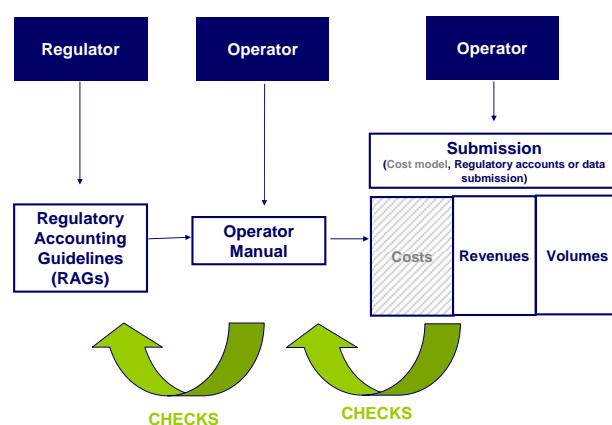 Regulator
Operator
Operator
Submission
(Cost model, Regulatory accounts or data
submission)
Regulatory
Accounting
Guidelines
(RAGs)
Operator
Manual
Costs
Revenues
Volumes
CHECKS
CHECKS